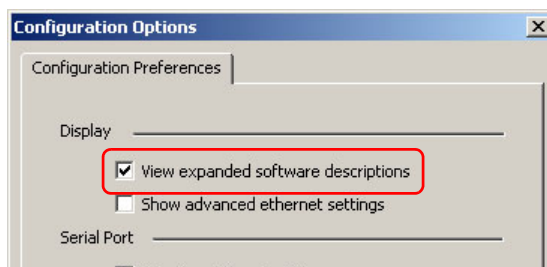 Configuration Options
Configuration Preferences
Display
View expanded software descriptions
Show advanced ethernet settings
Serial Port